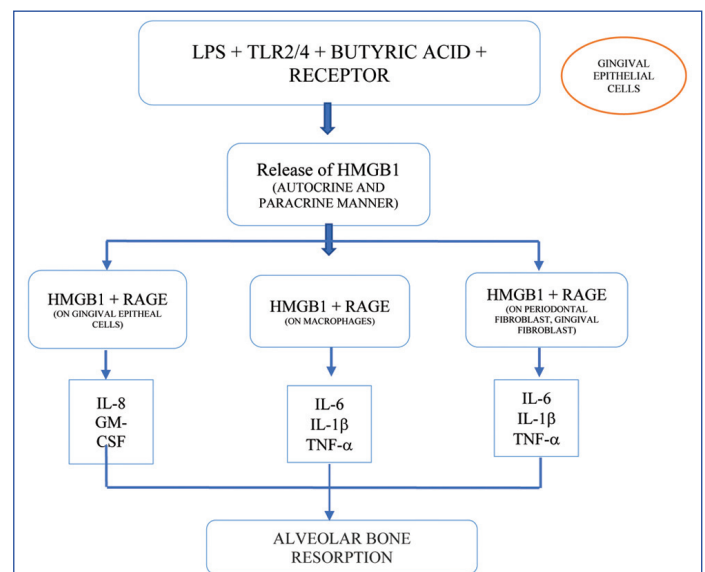 LPS + TLR2/4 + BUTYRIC ACID +
RECEPTOR
GINGIVAL
EPITHELIAL
CELLS
Release of HMGB1
(AUTOCRINE AND
PARACRINE MANNER)
HMGB1 + RAGE
(ON GINGIVAL EPITHEAL
CELLS)
HMGB1 + RAGE
(ON MACROPHAGES)
HMGB1 + RAGE
(ON PERIODONTAL
FIBROBLAST, GINGIVAL
FIBROBLAST)
IL-8
GM-
CSF
IL-6
IL-1β
TNF-α
IL-6
IL-1β
TNF-α
ALVEOLAR BONE
RESORPTION